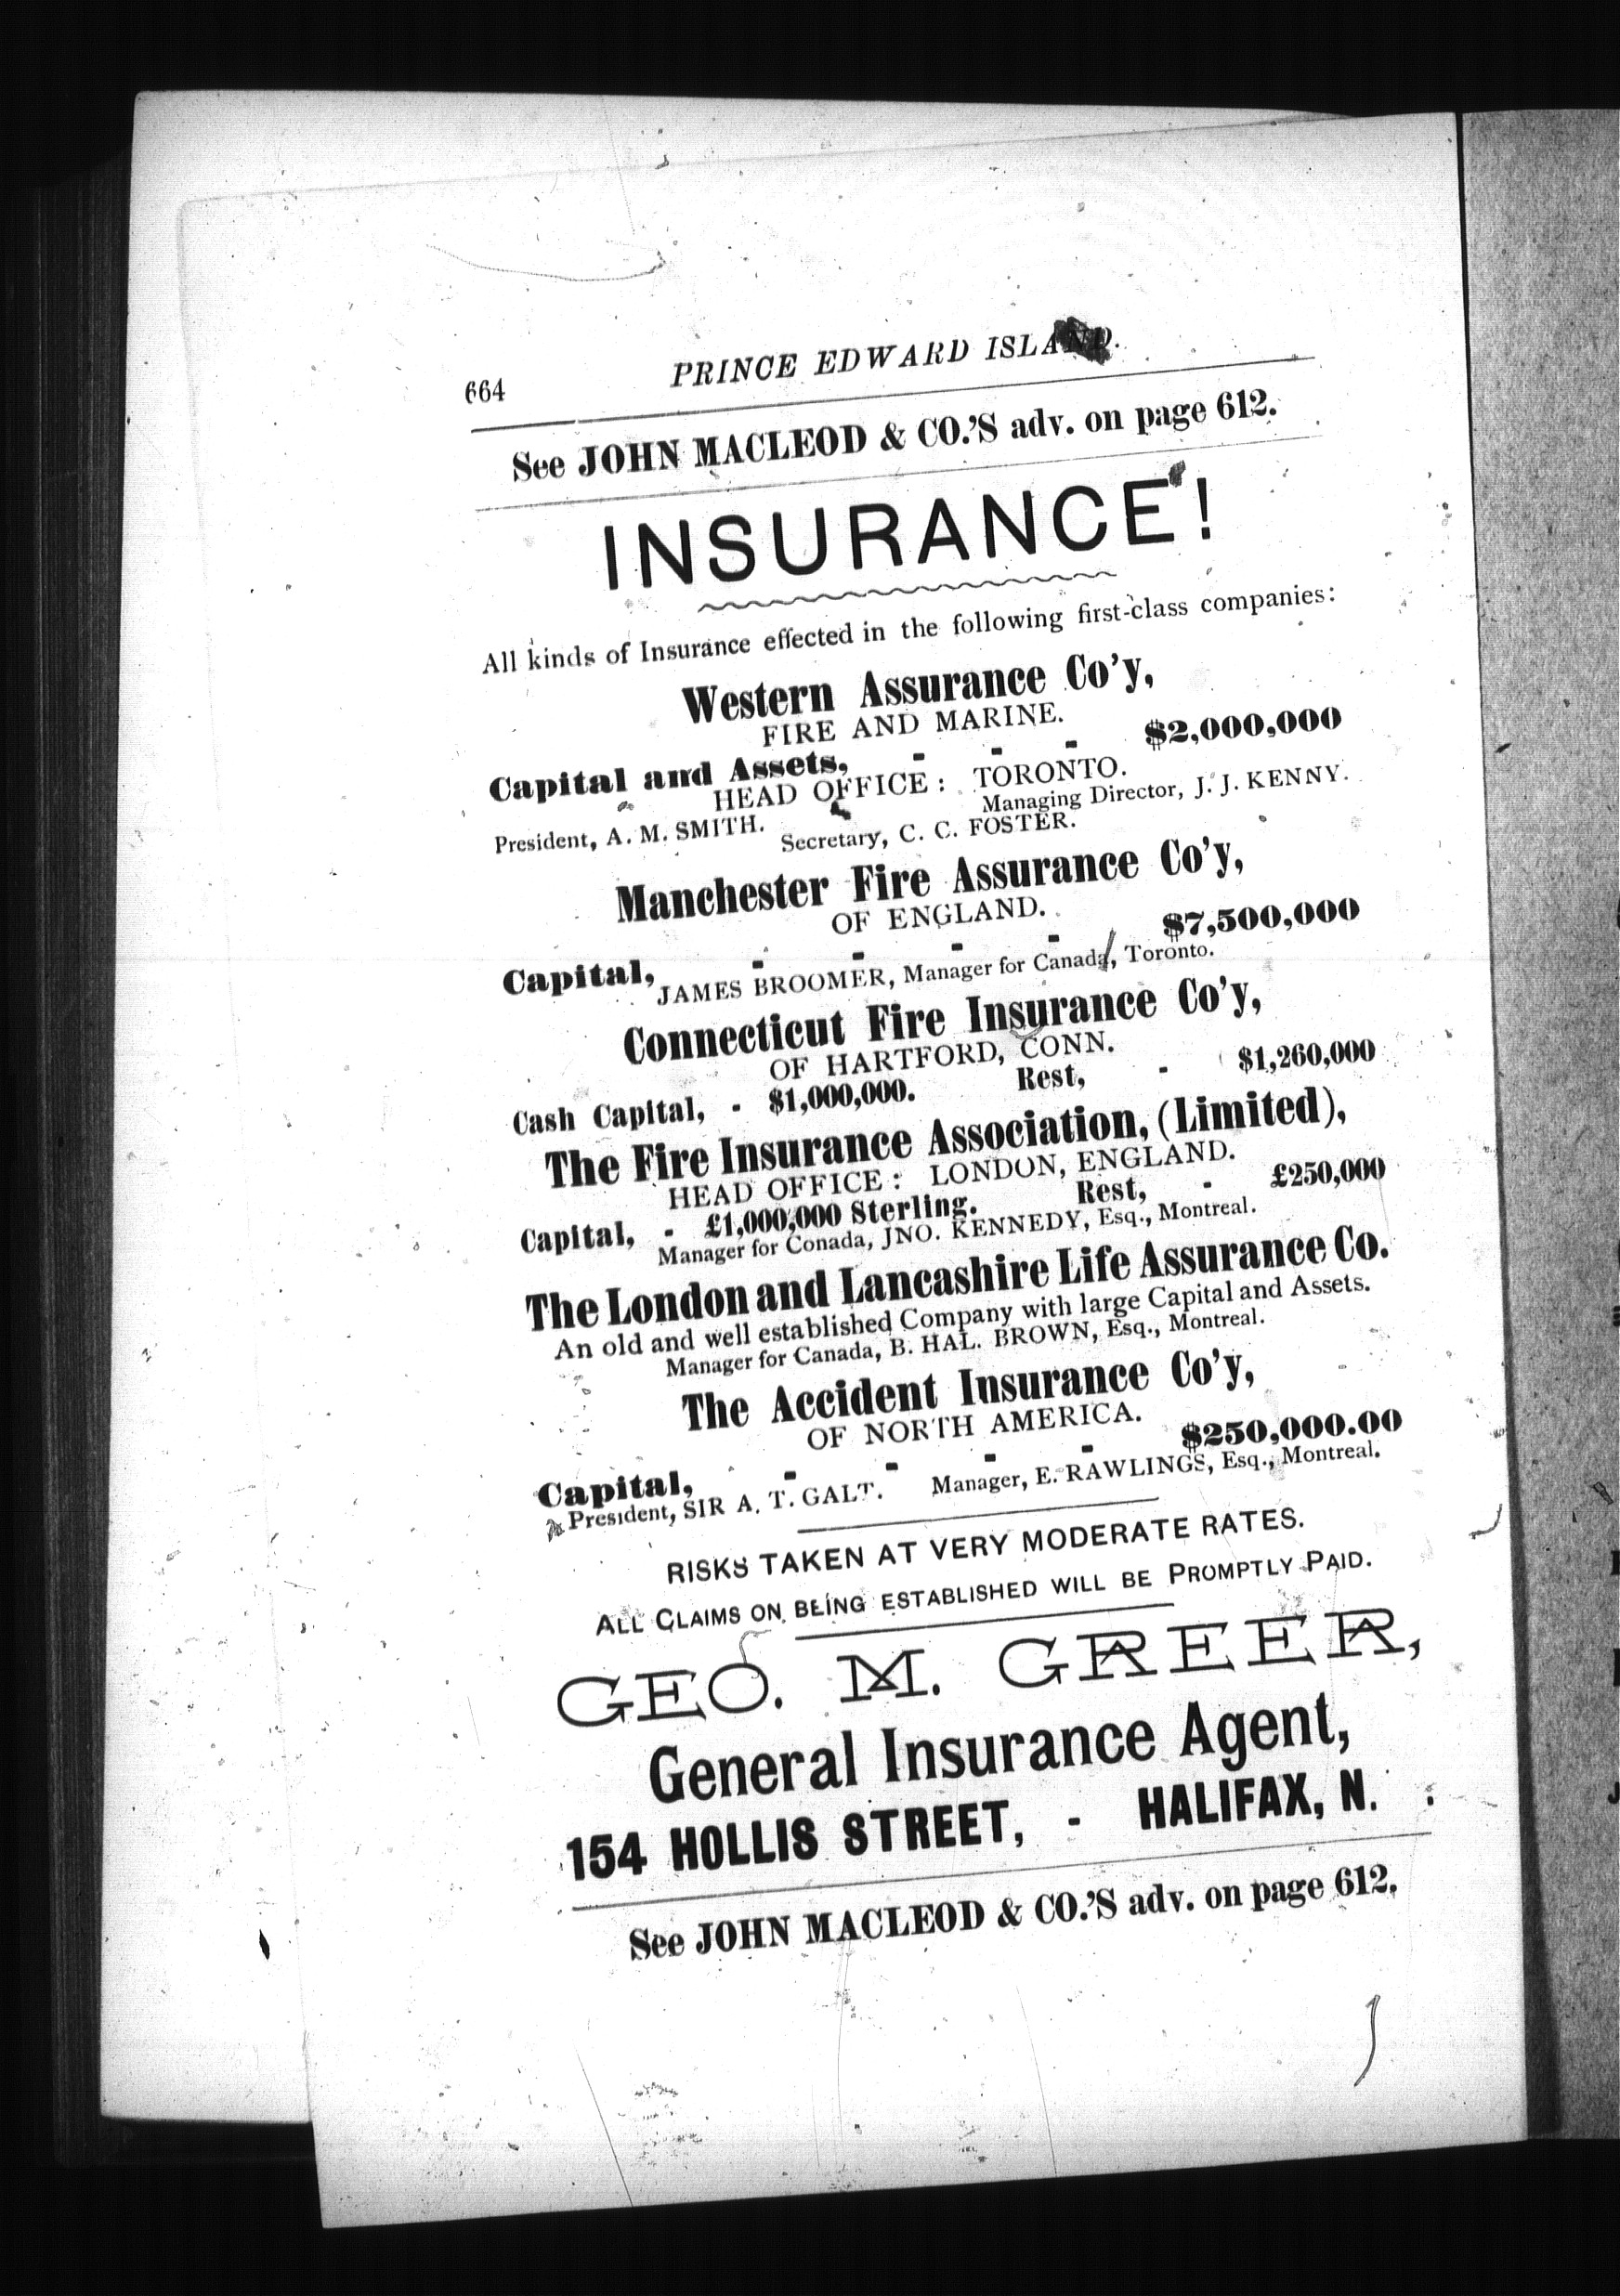 664 PRINCE EDWARD ISLAND.
See JOHN MACLEOD & CO.'S adv. on page 612.
INSURANCE!
All kinds of Insurance effected in the following first-class companies:
Western Assurance Co'y,
FIRE AND MARINE.
Capital and Assets, - - - $2,000,000
HEAD OFFICE: TORONTO.
President, A. M. SMITH. Managing Director, J. J. KENNY.
Secretary, C. C. FOSTER.
Manchester Fire Assurance Co'y,
OF ENGLAND.
Capital, - - - - $7,500,000
JAMES BROOMER, Manager for Canada, Toronto.
Connecticut Fire Insurance Co'y,
OF HARTFORD, CONN.
Cash Capital, - $1,000,000. Rest, - $1,260,000
The Fire Insurance Association, (Limited),
HEAD OFFICE: LONDON, ENGLAND.
Capital, - £1,000,000 Sterling. Rest, - £250,000
Manager for Conada, JNO. KENNEDY, Esq., Montreal.
The London and Lancashire Life Assurance Co.
An old and well established Company with large Capital and Assets.
Manager for Canada, B. HAL. BROWN, Esq., Montreal.
The Accident Insurance Co'y,
OF NORTH AMERICA.
Capital, - - - - $250,000.00
President, SIR A. T. GALT. Manager, E. RAWLINGS, Esq., Montreal.
RISKS TAKEN AT VERY MODERATE RATES.
ALL CLAIMS ON BEING ESTABLISHED WILL BE PROMPTLY PAID.
GEO. M. GREER,
General Insurance Agent,
154 HOLLIS STREET, - HALIFAX, N.
See JOHN MACLEOD & CO.'S adv. on page 612.